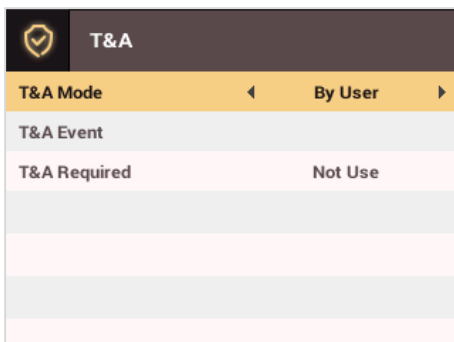 T&A
T&A Mode By User
T&A Event
T&A Required Not Use